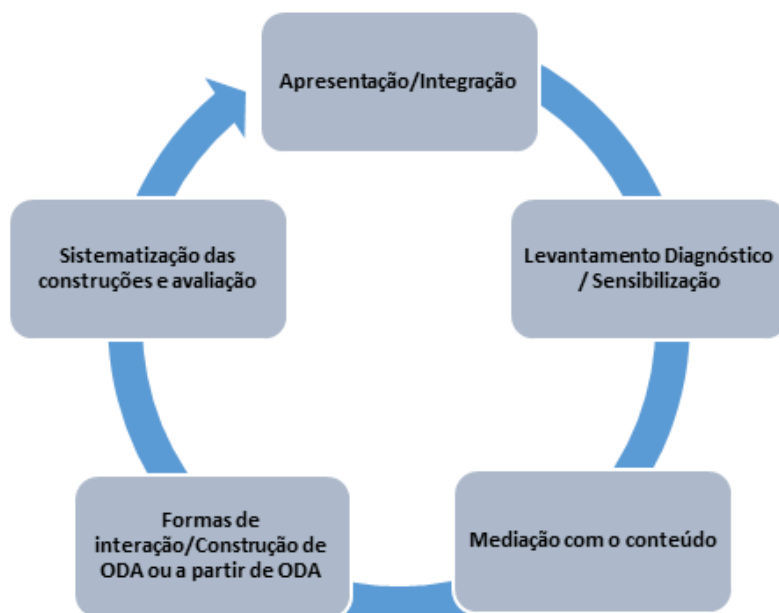 Apresentação/Integração
Levantamento Diagnóstico
/ Sensibilização
Mediação com o conteúdo
Formas de
interação/Construção de
ODA ou a partir de ODA
Sistematização das
construções e avaliação